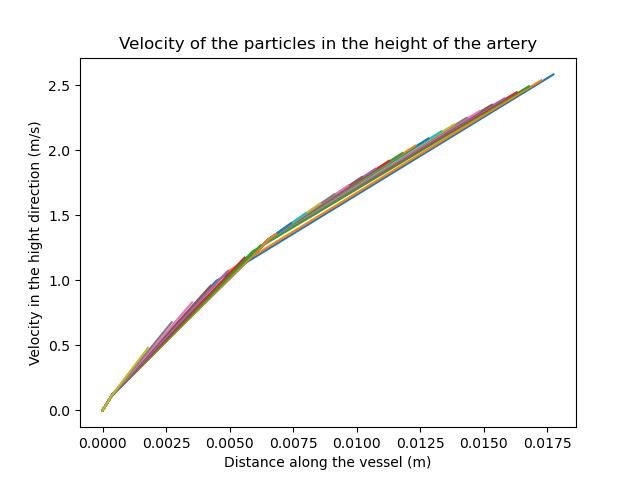 Velocity of the particles in the height of the artery
Velocity in the hight direction (m/s)
2.5
2.0
1.5
1.0
0.5
0.0
0.0000 0.0025 0.0050 0.0075 0.0100 0.0125 0.0150 0.0175
Distance along the vessel (m)